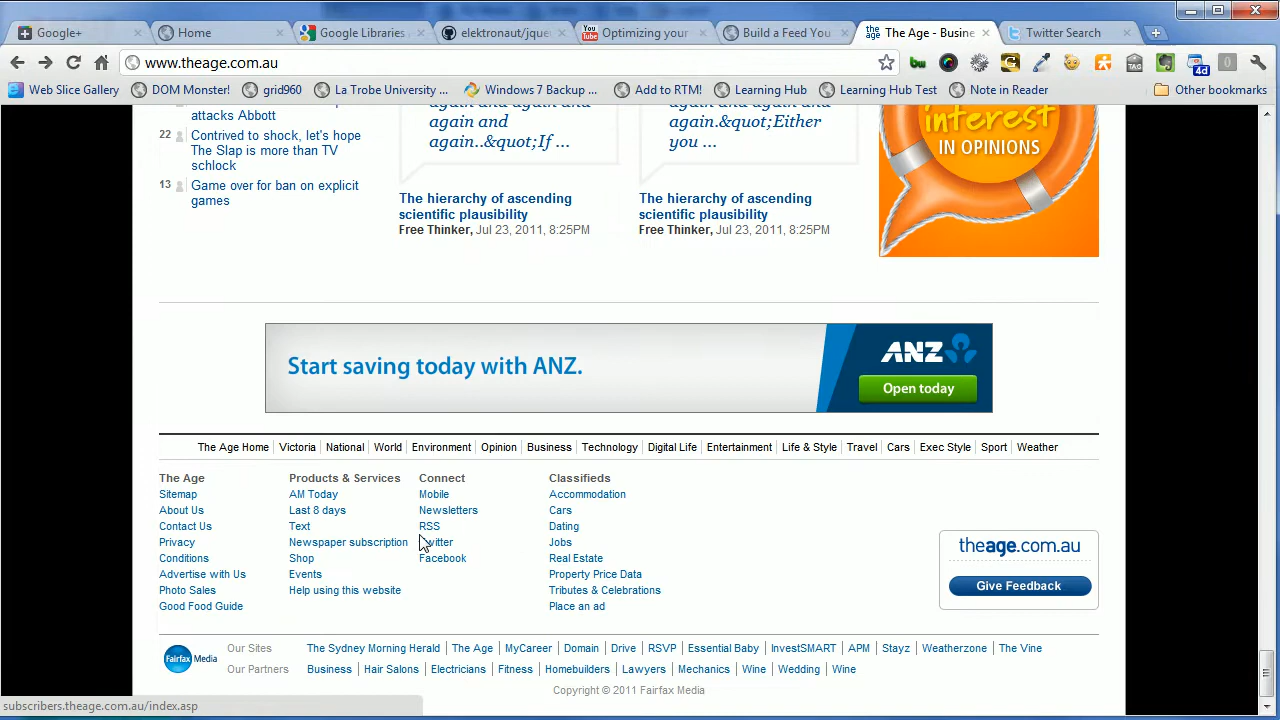 Google+
Home
Google Libraries
elektronaut/jque
Optimizing your
Build a Feed You
the age
The Age - Busine
Twitter Search
www.theage.com.au
4d
Web Slice Gallery
DOM Monster!
grid960
La Trobe University ...
Windows 7 Backup ...
Add to RTM!
Learning Hub
Learning Hub Test
Note in Reader
Other bookmarks
attacks Abbott
22 Contrived to shock, let's hope
The Slap is more than TV
schlock
13 Game over for ban on explicit
games
again and again and
again and
again..&quot;If ...
The hierarchy of ascending
scientific plausibility
Free Thinker, Jul 23, 2011, 8:25PM
again and again and
again.&quot;Either
you ...
The hierarchy of ascending
scientific plausibility
Free Thinker, Jul 23, 2011, 8:25PM
interest
IN OPINIONS
Start saving today with ANZ.
ANZ
Open today
The Age Home | Victoria | National | World | Environment | Opinion | Business | Technology | Digital Life | Entertainment | Life & Style | Travel | Cars | Exec Style | Sport | Weather
The Age
Sitemap
About Us
Contact Us
Privacy
Conditions
Advertise with Us
Photo Sales
Good Food Guide
Products & Services
AM Today
Last 8 days
Text
Newspaper subscription
Shop
Events
Help using this website
Connect
Mobile
Newsletters
RSS
Twitter
Facebook
Classifieds
Accommodation
Cars
Dating
Jobs
Real Estate
Property Price Data
Tributes & Celebrations
Place an ad
theage.com.au
Give Feedback
Fairfax Media
Our Sites The Sydney Morning Herald | The Age | MyCareer | Domain | Drive | RSVP | Essential Baby | InvestSMART | APM | Stayz | Weatherzone | The Vine
Our Partners Business | Hair Salons | Electricians | Fitness | Homebuilders | Lawyers | Mechanics | Wine | Wedding | Wine
Copyright © 2011 Fairfax Media
subscribers.theage.com.au/index.asp